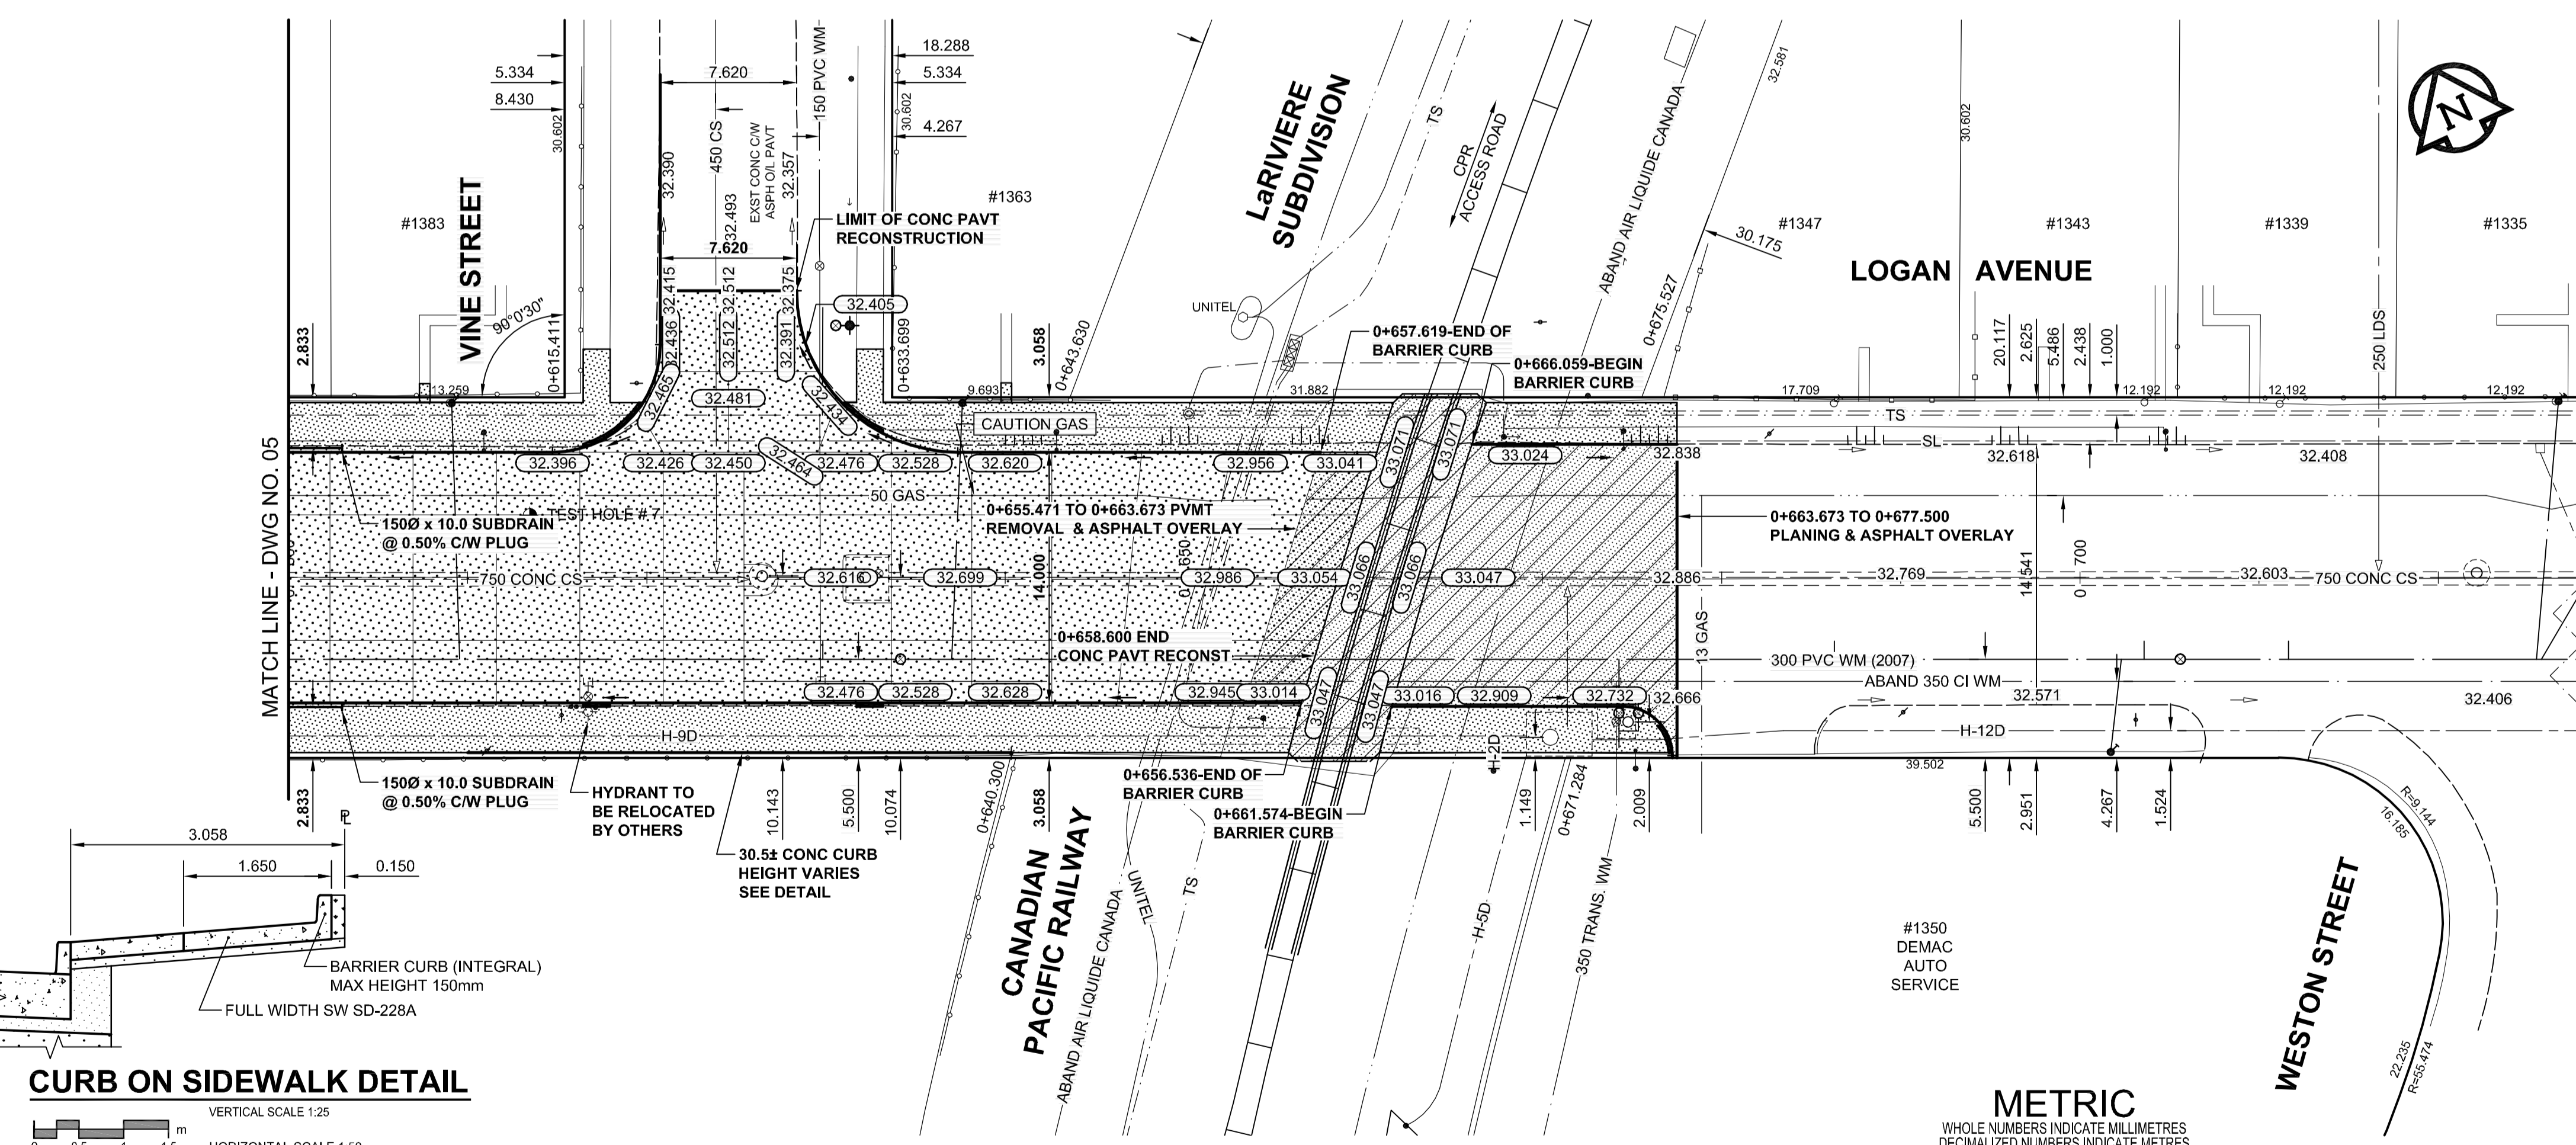 5.334
8.430
30.602
7.620
150 PVC WM
18.288
5.334
30.602
4.267
450 CS
EXST CONC C/W
ASPH O/L PAVT
32.390
32.493
32.357
#1383
VINE STREET
#1363
LIMIT OF CONC PAVT
RECONSTRUCTION
7.620
32.415
32.512
32.375
32.405
32.436
32.512
32.391
90°0'30"
2.833
0+615.411
0+633.699
3.058
0+643.630
13.259
9.693
31.882
32.465
32.481
32.434
CAUTION GAS
LaRIVIERE
SUBDIVISION
TS
CPR
ACCESS ROAD
ABAND AIR LIQUIDE CANADA
32.581
UNITEL
0+657.619-END OF
BARRIER CURB
0+666.059-BEGIN
BARRIER CURB
0+675.527
30.175
#1347
30.602
#1343
#1339
#1335
N
LOGAN AVENUE
20.117
2.625
5.486
2.438
1.000
250 LDS
17.709
12.192
12.192
12.192
TS
SL
32.396
32.426
32.450
32.464
32.476
32.528
32.620
32.956
33.041
33.071
33.071
33.024
32.838
32.618
32.408
MATCH LINE - DWG NO. 05
50 GAS
TEST HOLE # 7
150Ø x 10.0 SUBDRAIN
@ 0.50% C/W PLUG
0+655.471 TO 0+663.673 PVMT
REMOVAL & ASPHALT OVERLAY
0+663.673 TO 0+677.500
PLANING & ASPHALT OVERLAY
750 CONC CS
32.616
32.699
14.000
0 650
32.986
33.054
33.066
33.066
33.047
32.886
32.769
14.541
0 700
32.603
750 CONC CS
0+658.600 END
CONC PAVT RECONST
13 GAS
300 PVC WM (2007)
ABAND 350 CI WM
32.476
32.528
32.628
32.945
33.014
33.047
33.047
33.016
32.909
32.732
32.666
32.571
32.406
H-9D
H-2D
H-12D
39.502
150Ø x 10.0 SUBDRAIN
@ 0.50% C/W PLUG
2.833
HYDRANT TO
BE RELOCATED
BY OTHERS
10.143
5.500
10.074
0+640.300
3.058
0+656.536-END OF
BARRIER CURB
0+661.574-BEGIN
BARRIER CURB
1.149
0+671.284
2.009
5.500
2.951
4.267
1.524
R=9.144
16.185
30.5± CONC CURB
HEIGHT VARIES
SEE DETAIL
CANADIAN
PACIFIC RAILWAY
ABAND AIR LIQUIDE CANADA
UNITEL
TS
H-5D
350 TRANS. WM
#1350
DEMAC
AUTO
SERVICE
WESTON STREET
22.235
R=55.474
3.058
PL
1.650
0.150
BARRIER CURB (INTEGRAL)
MAX HEIGHT 150mm
FULL WIDTH SW SD-228A
CURB ON SIDEWALK DETAIL
VERTICAL SCALE 1:25
m
0 0.5 1 1.5
HORIZONTAL SCALE 1:50
METRIC
WHOLE NUMBERS INDICATE MILLIMETRES
DECIMALIZED NUMBERS INDICATE METRES